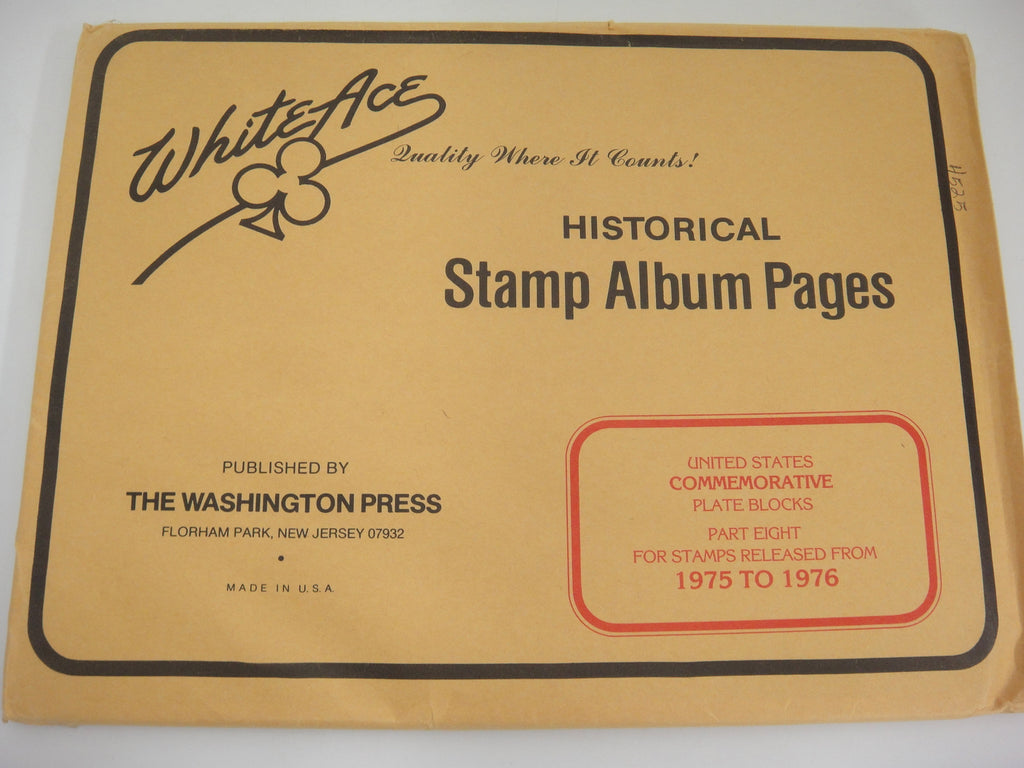 White Ace
Quality Where It Counts!
HISTORICAL
Stamp Album Pages
PUBLISHED BY
THE WASHINGTON PRESS
FLORHAM PARK, NEW JERSEY 07932
•
MADE IN U.S.A.
UNITED STATES
COMMEMORATIVE
PLATE BLOCKS
PART EIGHT
FOR STAMPS RELEASED FROM
1975 TO 1976